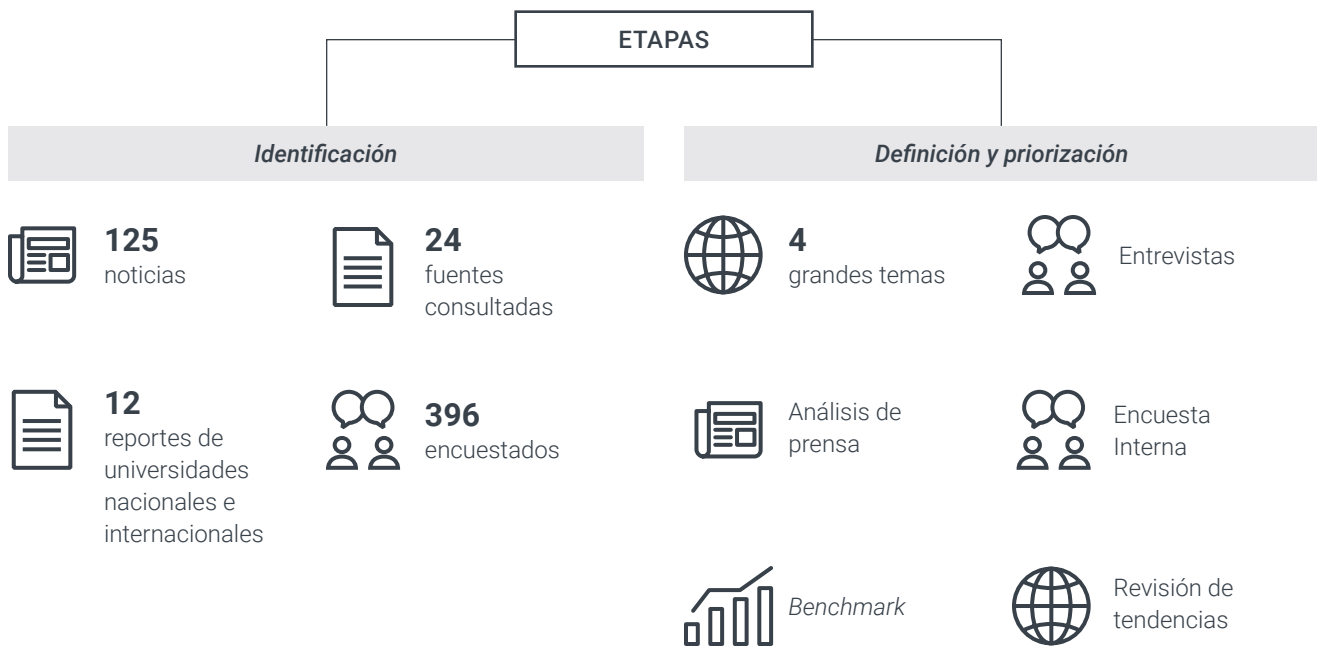 ETAPAS
Identificación
125
noticias
24
fuentes
consultadas
12
reportes de
universidades
nacionales e
internacionales
396
encuestados
Definición y priorización
4
grandes temas
Entrevistas
Análisis de
prensa
Encuesta
Interna
Benchmark
Revisión de
tendencias